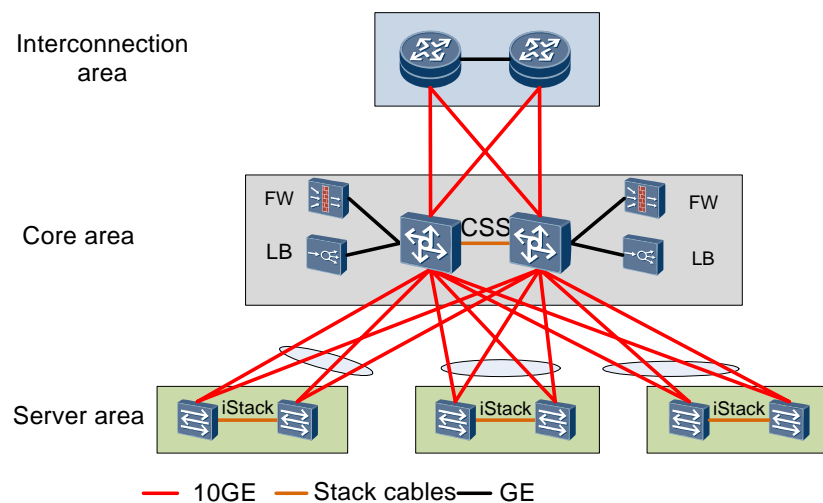 Interconnection
area
FW
FW
Core area
CSS
LB
LB
Server area
iStack
iStack
iStack
10GE
Stack cables
GE